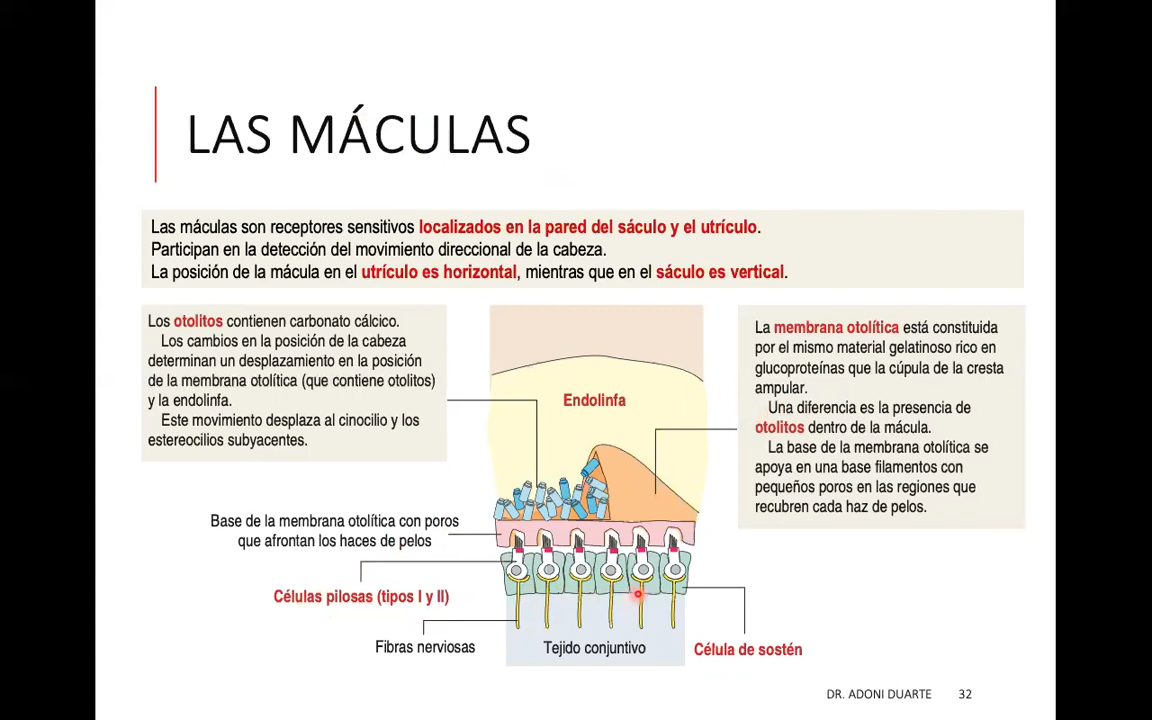 LAS MÁCULAS
Las máculas son receptores sensitivos localizados en la pared del sáculo y el utrículo.
Participan en la detección del movimiento direccional de la cabeza.
La posición de la mácula en el utrículo es horizontal, mientras que en el sáculo es vertical.
Los otolitos contienen carbonato cálcico.
Los cambios en la posición de la cabeza
determinan un desplazamiento en la posición
de la membrana otolítica (que contiene otolitos)
y la endolinfa.
Este movimiento desplaza al cinocilio y los
estereocilios subyacentes.
Endolinfa
La membrana otolítica está constituida
por el mismo material gelatinoso rico en
glucoproteínas que la cúpula de la cresta
ampular.
Una diferencia es la presencia de
otolitos dentro de la mácula.
La base de la membrana otolítica se
apoya en una base filamentos con
pequeños poros en las regiones que
recubren cada haz de pelos.
Base de la membrana otolítica con poros
que afrontan los haces de pelos
Células pilosas (tipos I y II)
Fibras nerviosas
Tejido conjuntivo
Célula de sostén
DR. ADONI DUARTE
32